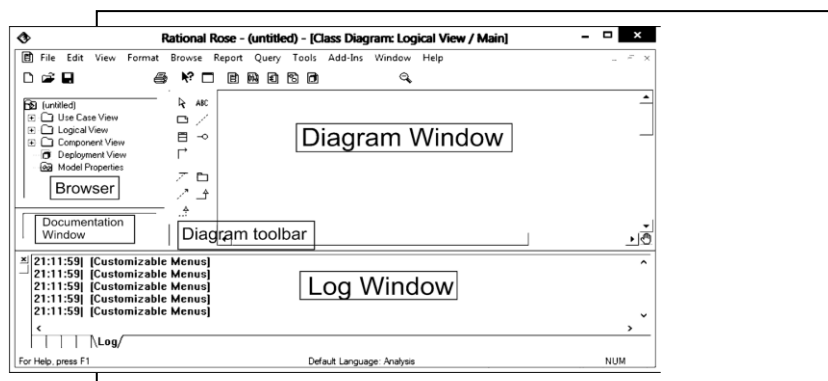 Rational Rose - (untitled) - [Class Diagram: Logical View / Main]
File Edit View Format Browse Report Query Tools Add-Ins Window Help
ABC
(untitled)
Use Case View
Logical View
Component View
Deployment View
Model Properties
Browser
Diagram Window
Documentation
Window
Diagram toolbar
21:11:59| [Customizable Menus]
21:11:59| [Customizable Menus]
21:11:59| [Customizable Menus]
21:11:59| [Customizable Menus]
21:11:59| [Customizable Menus]
Log Window
Log
For Help, press F1 Default Language: Analysis NUM